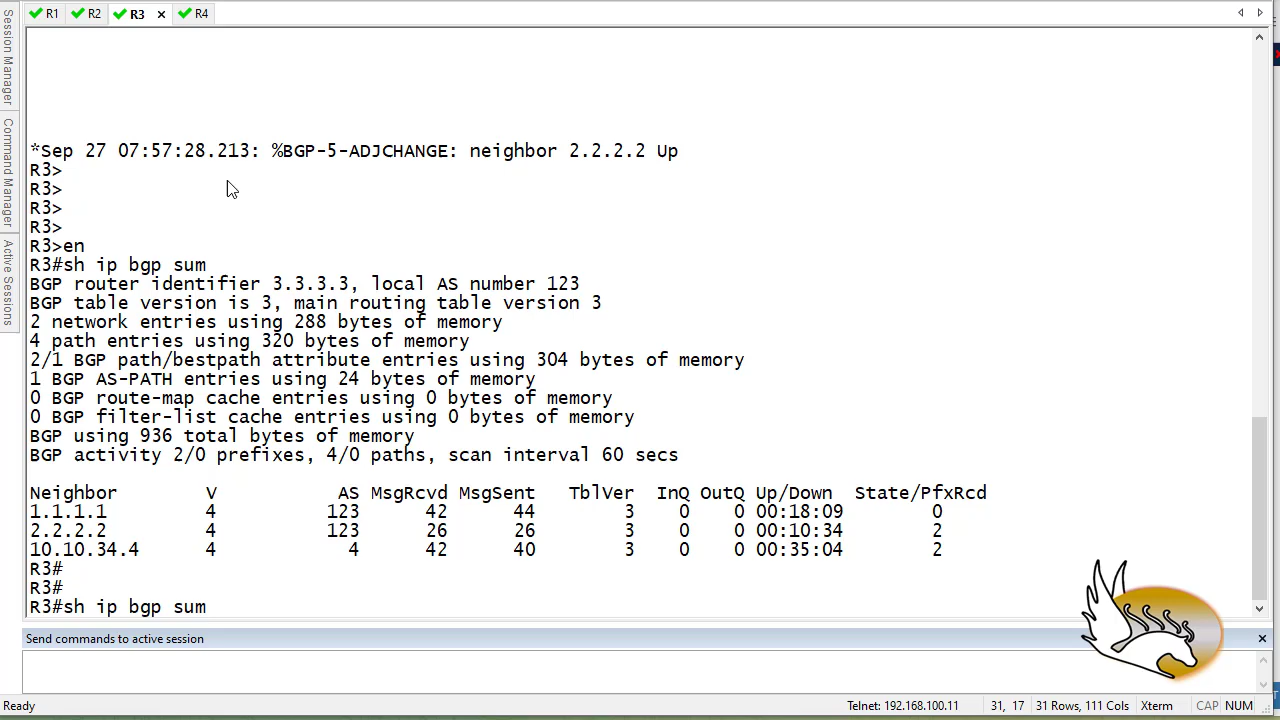 R1 R2 R3 R4
Session Manager
Command Manager
Active Sessions
*Sep 27 07:57:28.213: %BGP-5-ADJCHANGE: neighbor 2.2.2.2 Up
R3>
R3>
R3>
R3>
R3>en
R3#sh ip bgp sum
BGP router identifier 3.3.3.3, local AS number 123
BGP table version is 3, main routing table version 3
2 network entries using 288 bytes of memory
4 path entries using 320 bytes of memory
2/1 BGP path/bestpath attribute entries using 304 bytes of memory
1 BGP AS-PATH entries using 24 bytes of memory
0 BGP route-map cache entries using 0 bytes of memory
0 BGP filter-list cache entries using 0 bytes of memory
BGP using 936 total bytes of memory
BGP activity 2/0 prefixes, 4/0 paths, scan interval 60 secs
Neighbor V AS MsgRcvd MsgSent TblVer InQ OutQ Up/Down State/PfxRcd
1.1.1.1 4 123 42 44 3 0 0 00:18:09 0
2.2.2.2 4 123 26 26 3 0 0 00:10:34 2
10.10.34.4 4 4 42 40 3 0 0 00:35:04 2
R3#
R3#
R3#sh ip bgp sum
Send commands to active session
Ready Telnet: 192.168.100.11 31, 17 31 Rows, 111 Cols Xterm CAP NUM